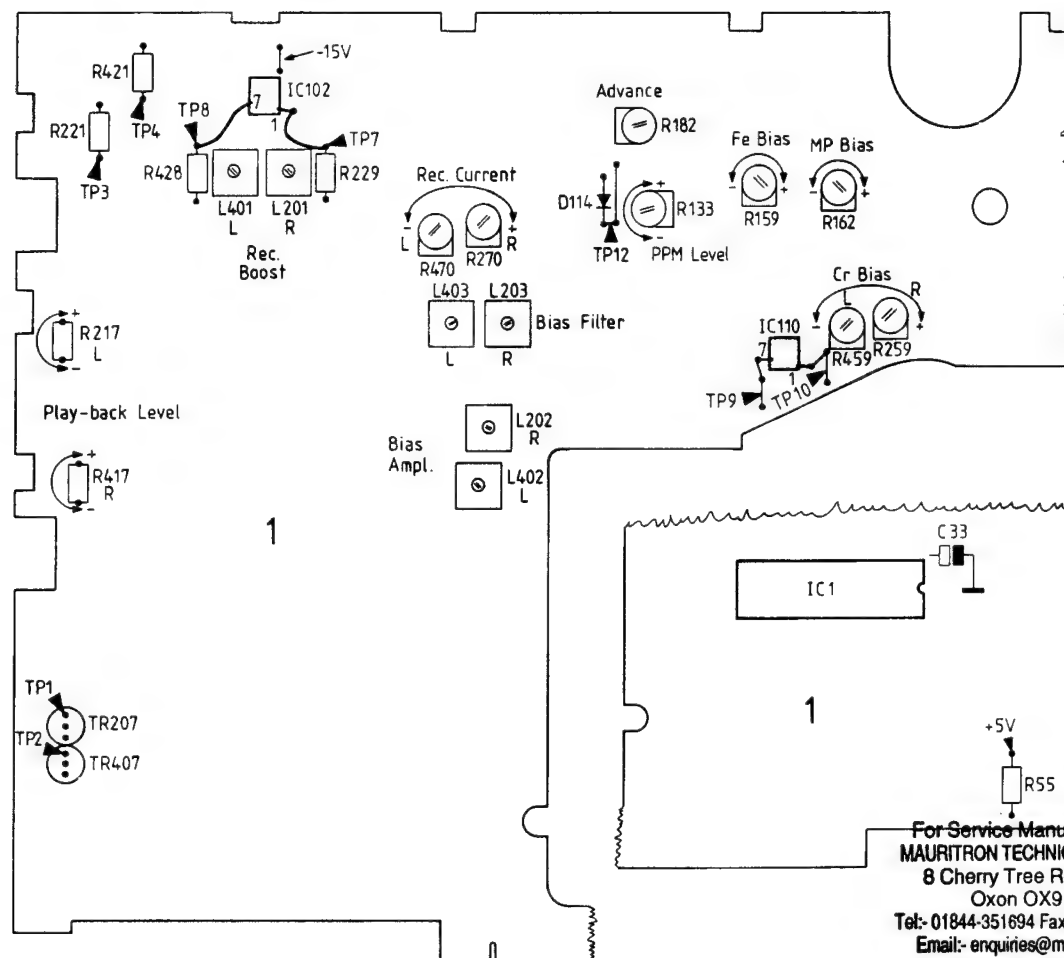 -15V
R421
IC102
7
1
TP8
TP4
R221
TP7
TP3
R428
R229
L401
L201
L
R
Rec.
Boost
Rec. Current
-
+
L
R
R470
R270
L403
L203
Bias Filter
L
R
Advance
R182
D114
+
R133
-
TP12
PPM Level
Fe Bias
-
+
R159
MP Bias
-
+
R162
Cr Bias
L
R
-
+
IC110
7
1
R459
R259
TP9
TP10
+
R217
L
-
Play-back Level
+
R417
R
-
L202
R
Bias
Ampl.
L402
L
1
C33
IC1
1
TP1
TR207
TP2
TR407
+5V
R55
For Service Manu
MAURITRON TECHNI
8 Cherry Tree R
Oxon OX9
Tel:- 01844-351694 Fax
Email:- enquiries@m